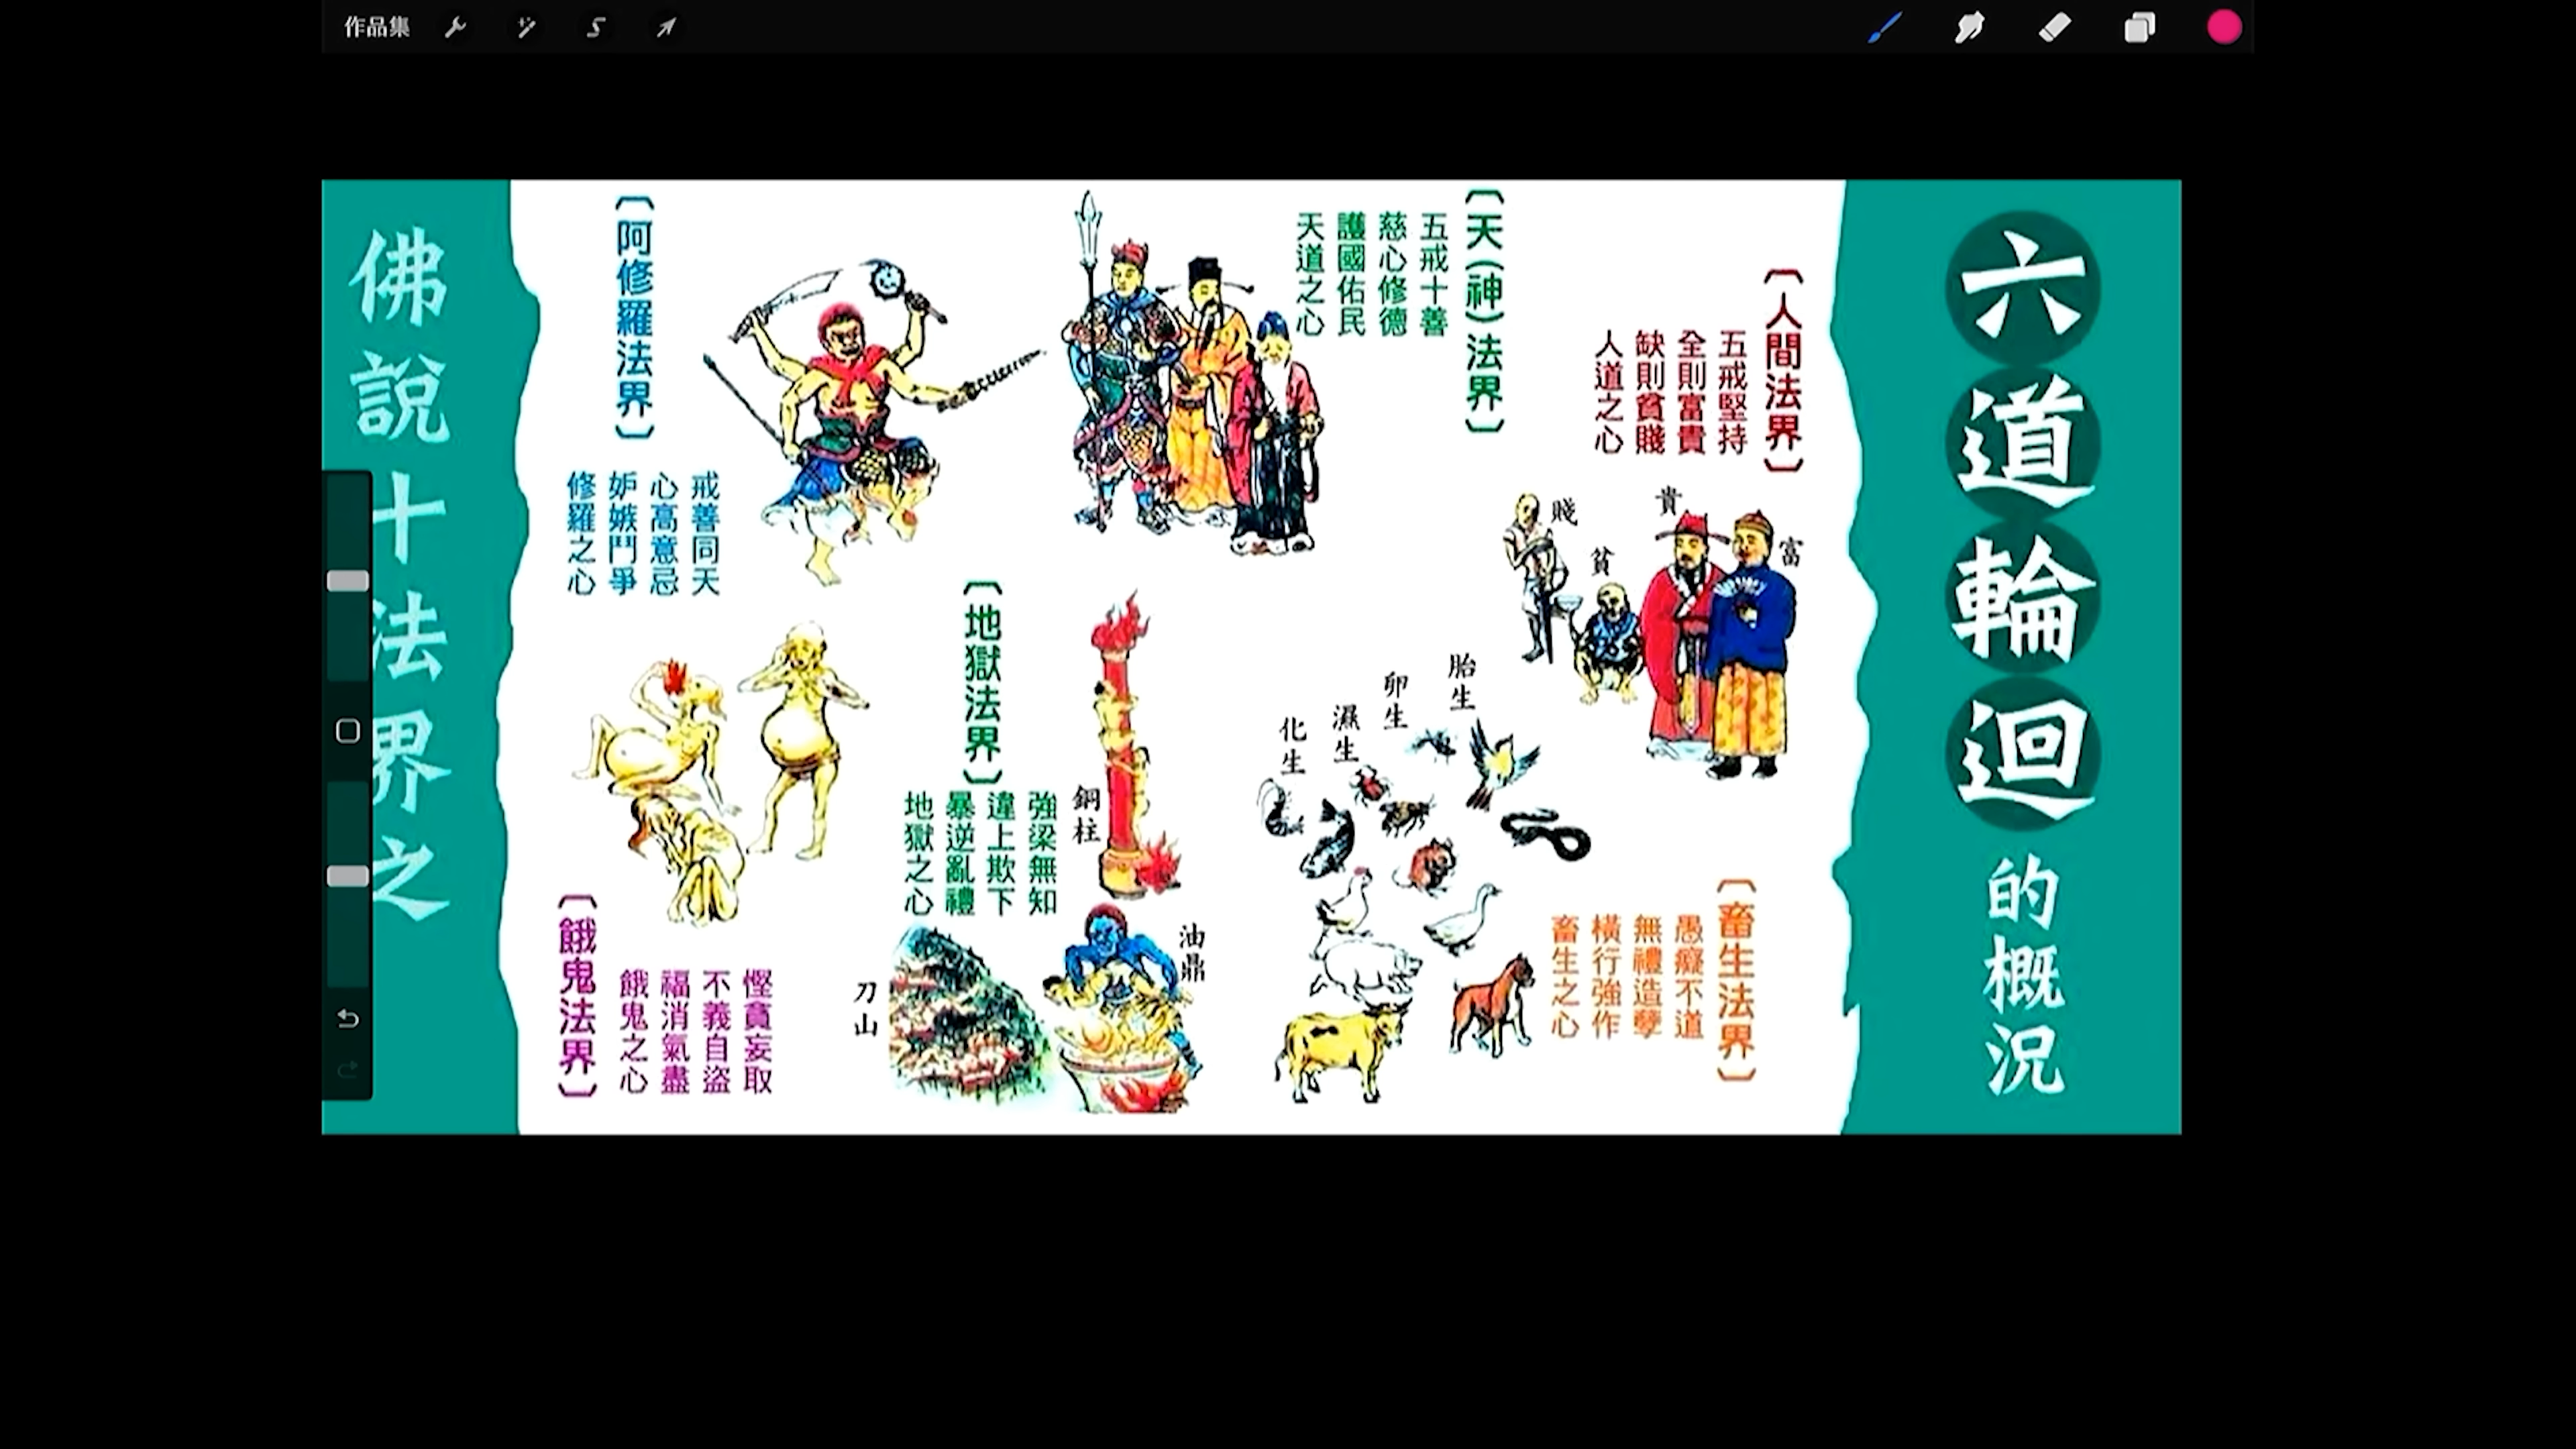 作品集
佛說十法界之
六道輪迴的概況
〔人間法界〕
五戒堅持
全則富貴
缺則貧賤
人道之心
富
貴
貧
賤
〔天(神)法界〕
五戒十善
慈心修德
護國佑民
天道之心
〔阿修羅法界〕
戒善同天
心高意忌
妒嫉鬥爭
修羅之心
〔畜生法界〕
愚癡不道
無禮造孽
橫行強作
畜生之心
胎生
卵生
濕生
化生
〔地獄法界〕
強梁無知
違上欺下
暴逆亂禮
地獄之心
銅柱
油鼎
刀山
〔餓鬼法界〕
慳貪妄取
不義自盜
福消氣盡
餓鬼之心